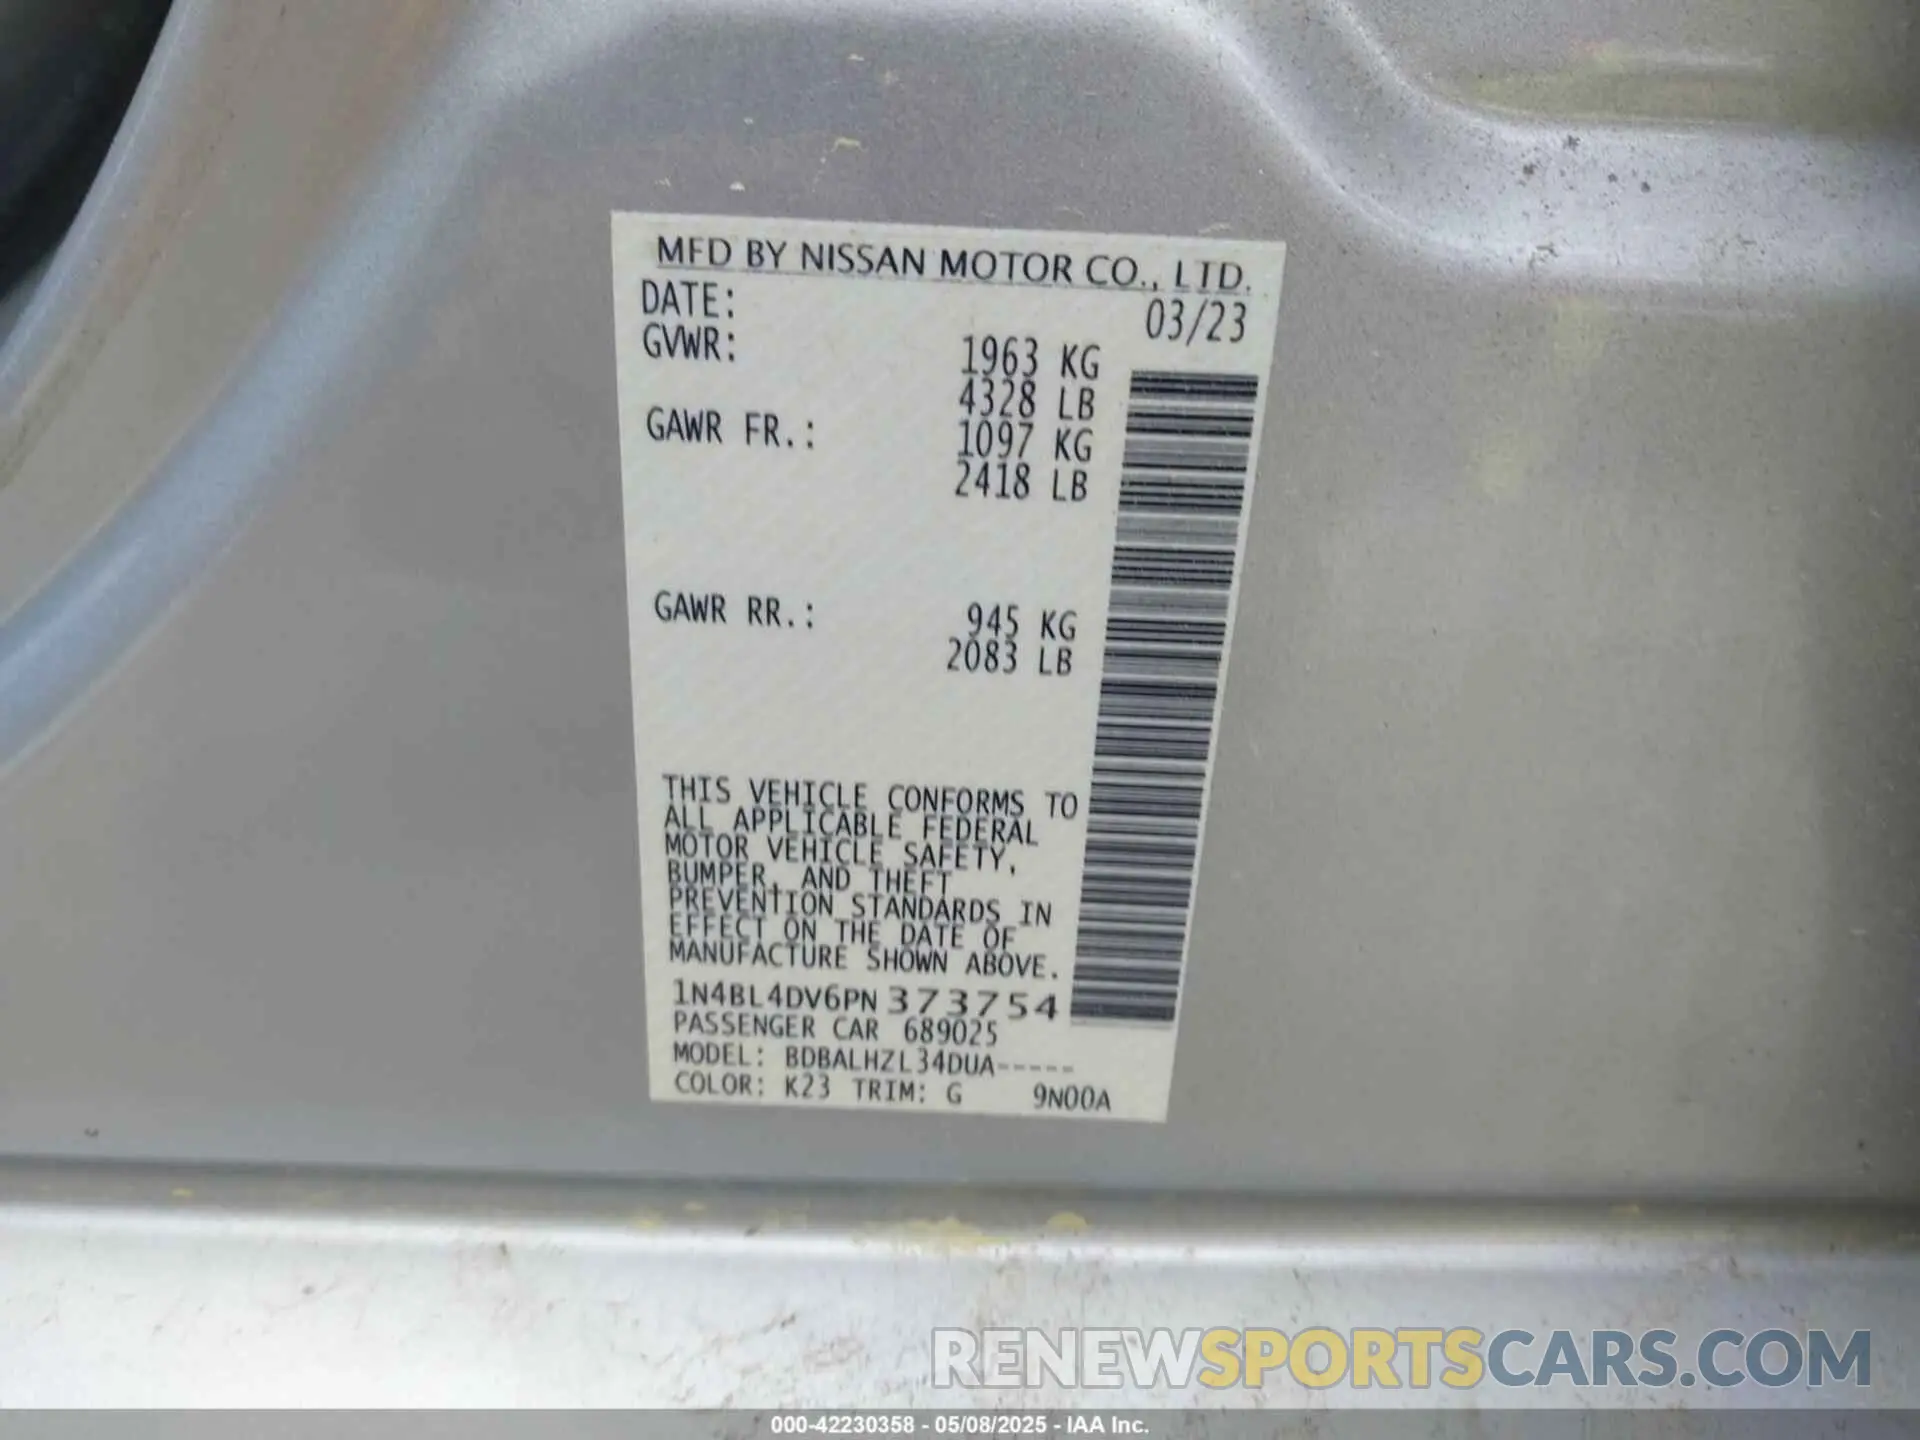 MFD BY NISSAN MOTOR CO., LTD.
DATE: 03/23
GVWR: 1963 KG
4328 LB
GAWR FR.: 1097 KG
2418 LB
GAWR RR.: 945 KG
2083 LB
THIS VEHICLE CONFORMS TO
ALL APPLICABLE FEDERAL
MOTOR VEHICLE SAFETY,
BUMPER, AND THEFT
PREVENTION STANDARDS IN
EFFECT ON THE DATE OF
MANUFACTURE SHOWN ABOVE.
1N4BL4DV6PN373754
PASSENGER CAR 689025
MODEL: BDBALHZL34DUA-----
COLOR: K23 TRIM: G 9N00A
RENEWSPORTSCARS.COM
000-42230358 - 05/08/2025 - IAA Inc.